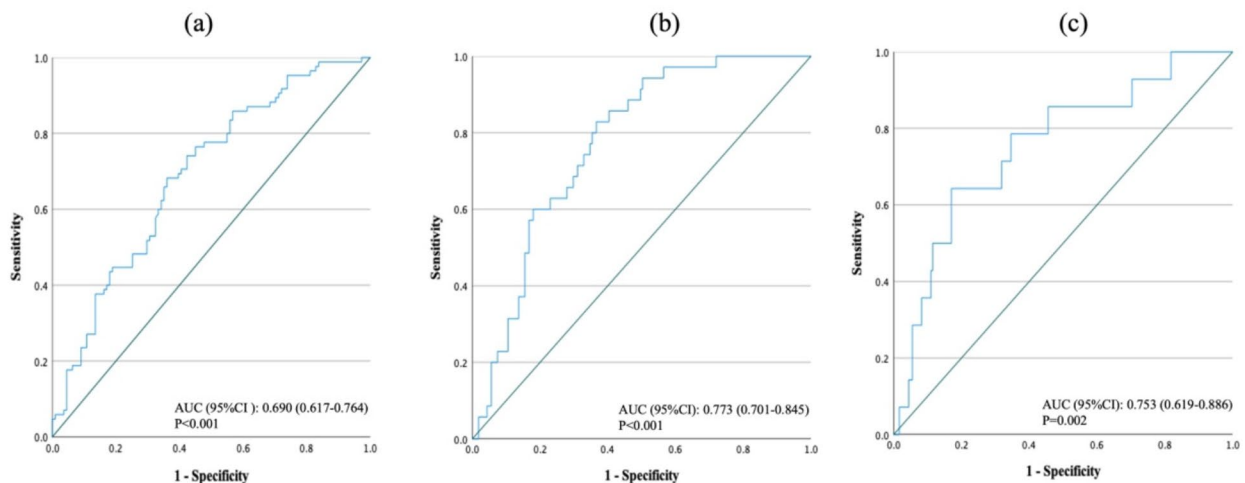 (a)
(b)
(c)
1.0
0.8
0.6
0.4
0.2
0.0
Sensitivity
AUC (95%CI ): 0.690 (0.617-0.764)
P<0.001
0.0 0.2 0.4 0.6 0.8 1.0
1 - Specificity
1.0
0.8
0.6
0.4
0.2
0.0
Sensitivity
AUC (95%CI): 0.773 (0.701-0.845)
P<0.001
0.0 0.2 0.4 0.6 0.8 1.0
1 - Specificity
1.0
0.8
0.6
0.4
0.2
0.0
Sensitivity
AUC (95%CI): 0.753 (0.619-0.886)
P=0.002
0.0 0.2 0.4 0.6 0.8 1.0
1 - Specificity